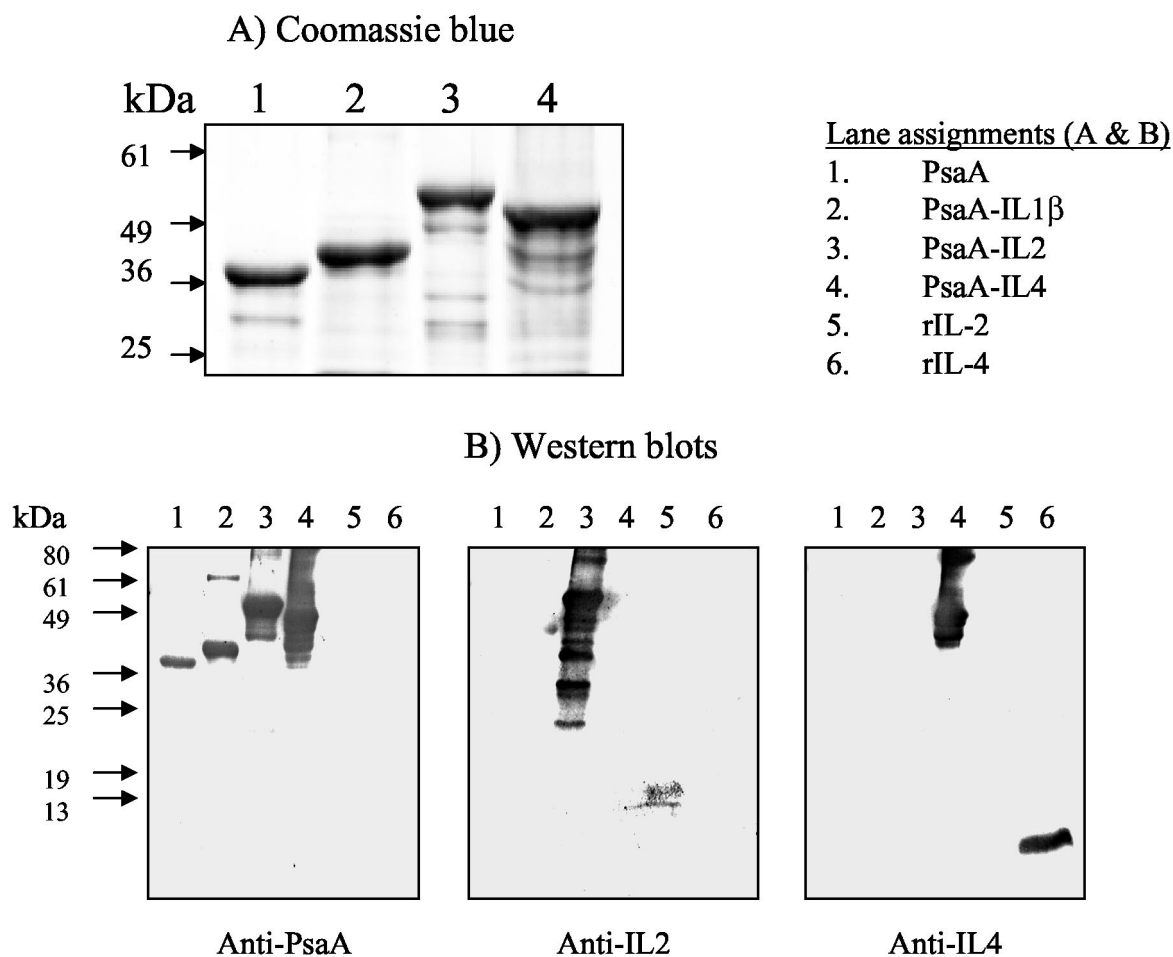 A) Coomassie blue
kDa 1 2 3 4
61
49
36
25
Lane assignments (A & B)
1. PsaA
2. PsaA-IL1β
3. PsaA-IL2
4. PsaA-IL4
5. rIL-2
6. rIL-4
B) Western blots
kDa 1 2 3 4 5 6 1 2 3 4 5 6 1 2 3 4 5 6
80
61
49
36
25
19
13
Anti-PsaA Anti-IL2 Anti-IL4